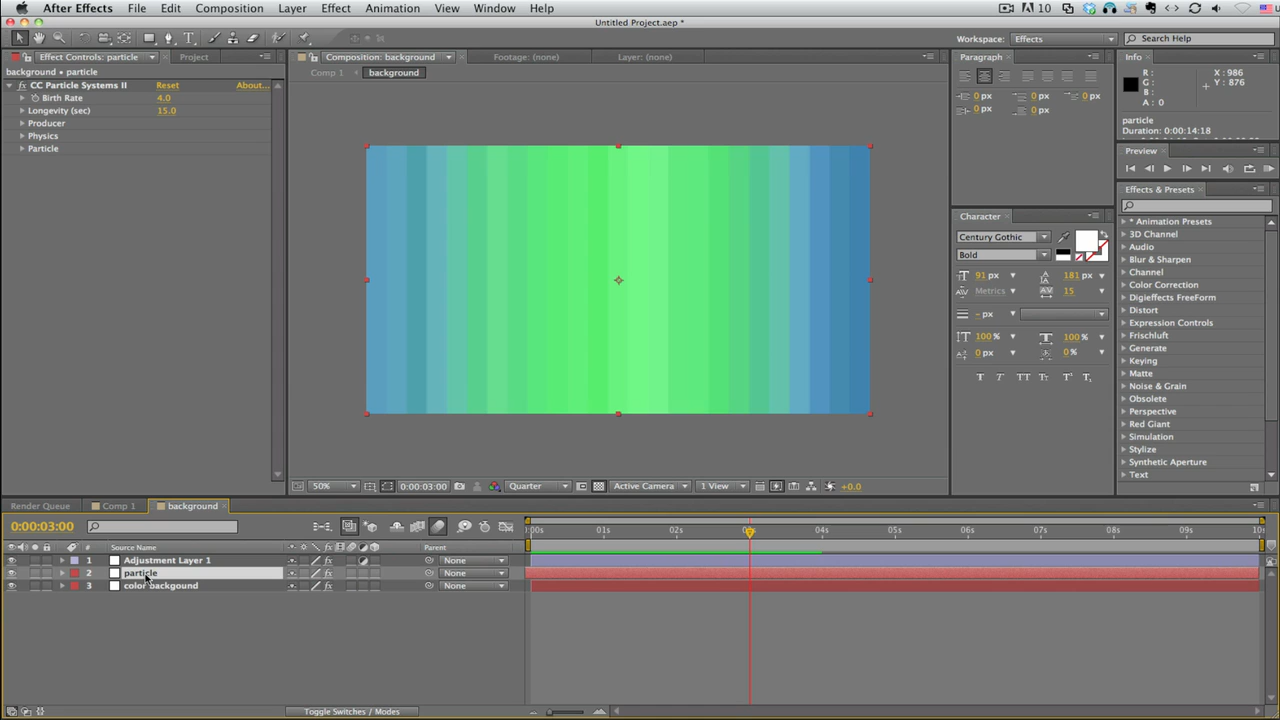 After Effects File Edit Composition Layer Effect Animation View Window Help 10
Untitled Project.aep *
Workspace: Effects Search Help
Effect Controls: particle Project
background • particle
CC Particle Systems II Reset About...
Birth Rate 4.0
Longevity (sec) 15.0
Producer
Physics
Particle
Composition: background Footage: (none) Layer: (none)
Comp 1 background
50% 0:00:03:00 Quarter Active Camera 1 View +0.0
Paragraph
0 px 0 px 0 px
0 px 0 px
Character
Century Gothic
Bold
91 px 181 px
Metrics 15
- px
100 % 100 %
0 px 0 %
T T TT Tr T¹ T₁
Info
R : X : 986
G : Y : 876
B :
A : 0
particle
Duration: 0:00:14:18
Preview
Effects & Presets
* Animation Presets
3D Channel
Audio
Blur & Sharpen
Channel
Color Correction
Digieffects FreeForm
Distort
Expression Controls
Frischluft
Generate
Keying
Matte
Noise & Grain
Obsolete
Perspective
Red Giant
Simulation
Stylize
Synthetic Aperture
Text
Render Queue Comp 1 background
0:00:03:00
# Source Name Parent
1 Adjustment Layer 1 None
2 particle None
3 color backgound None
:00s 01s 02s 04s 05s 06s 07s 08s 09s 10s
Toggle Switches / Modes